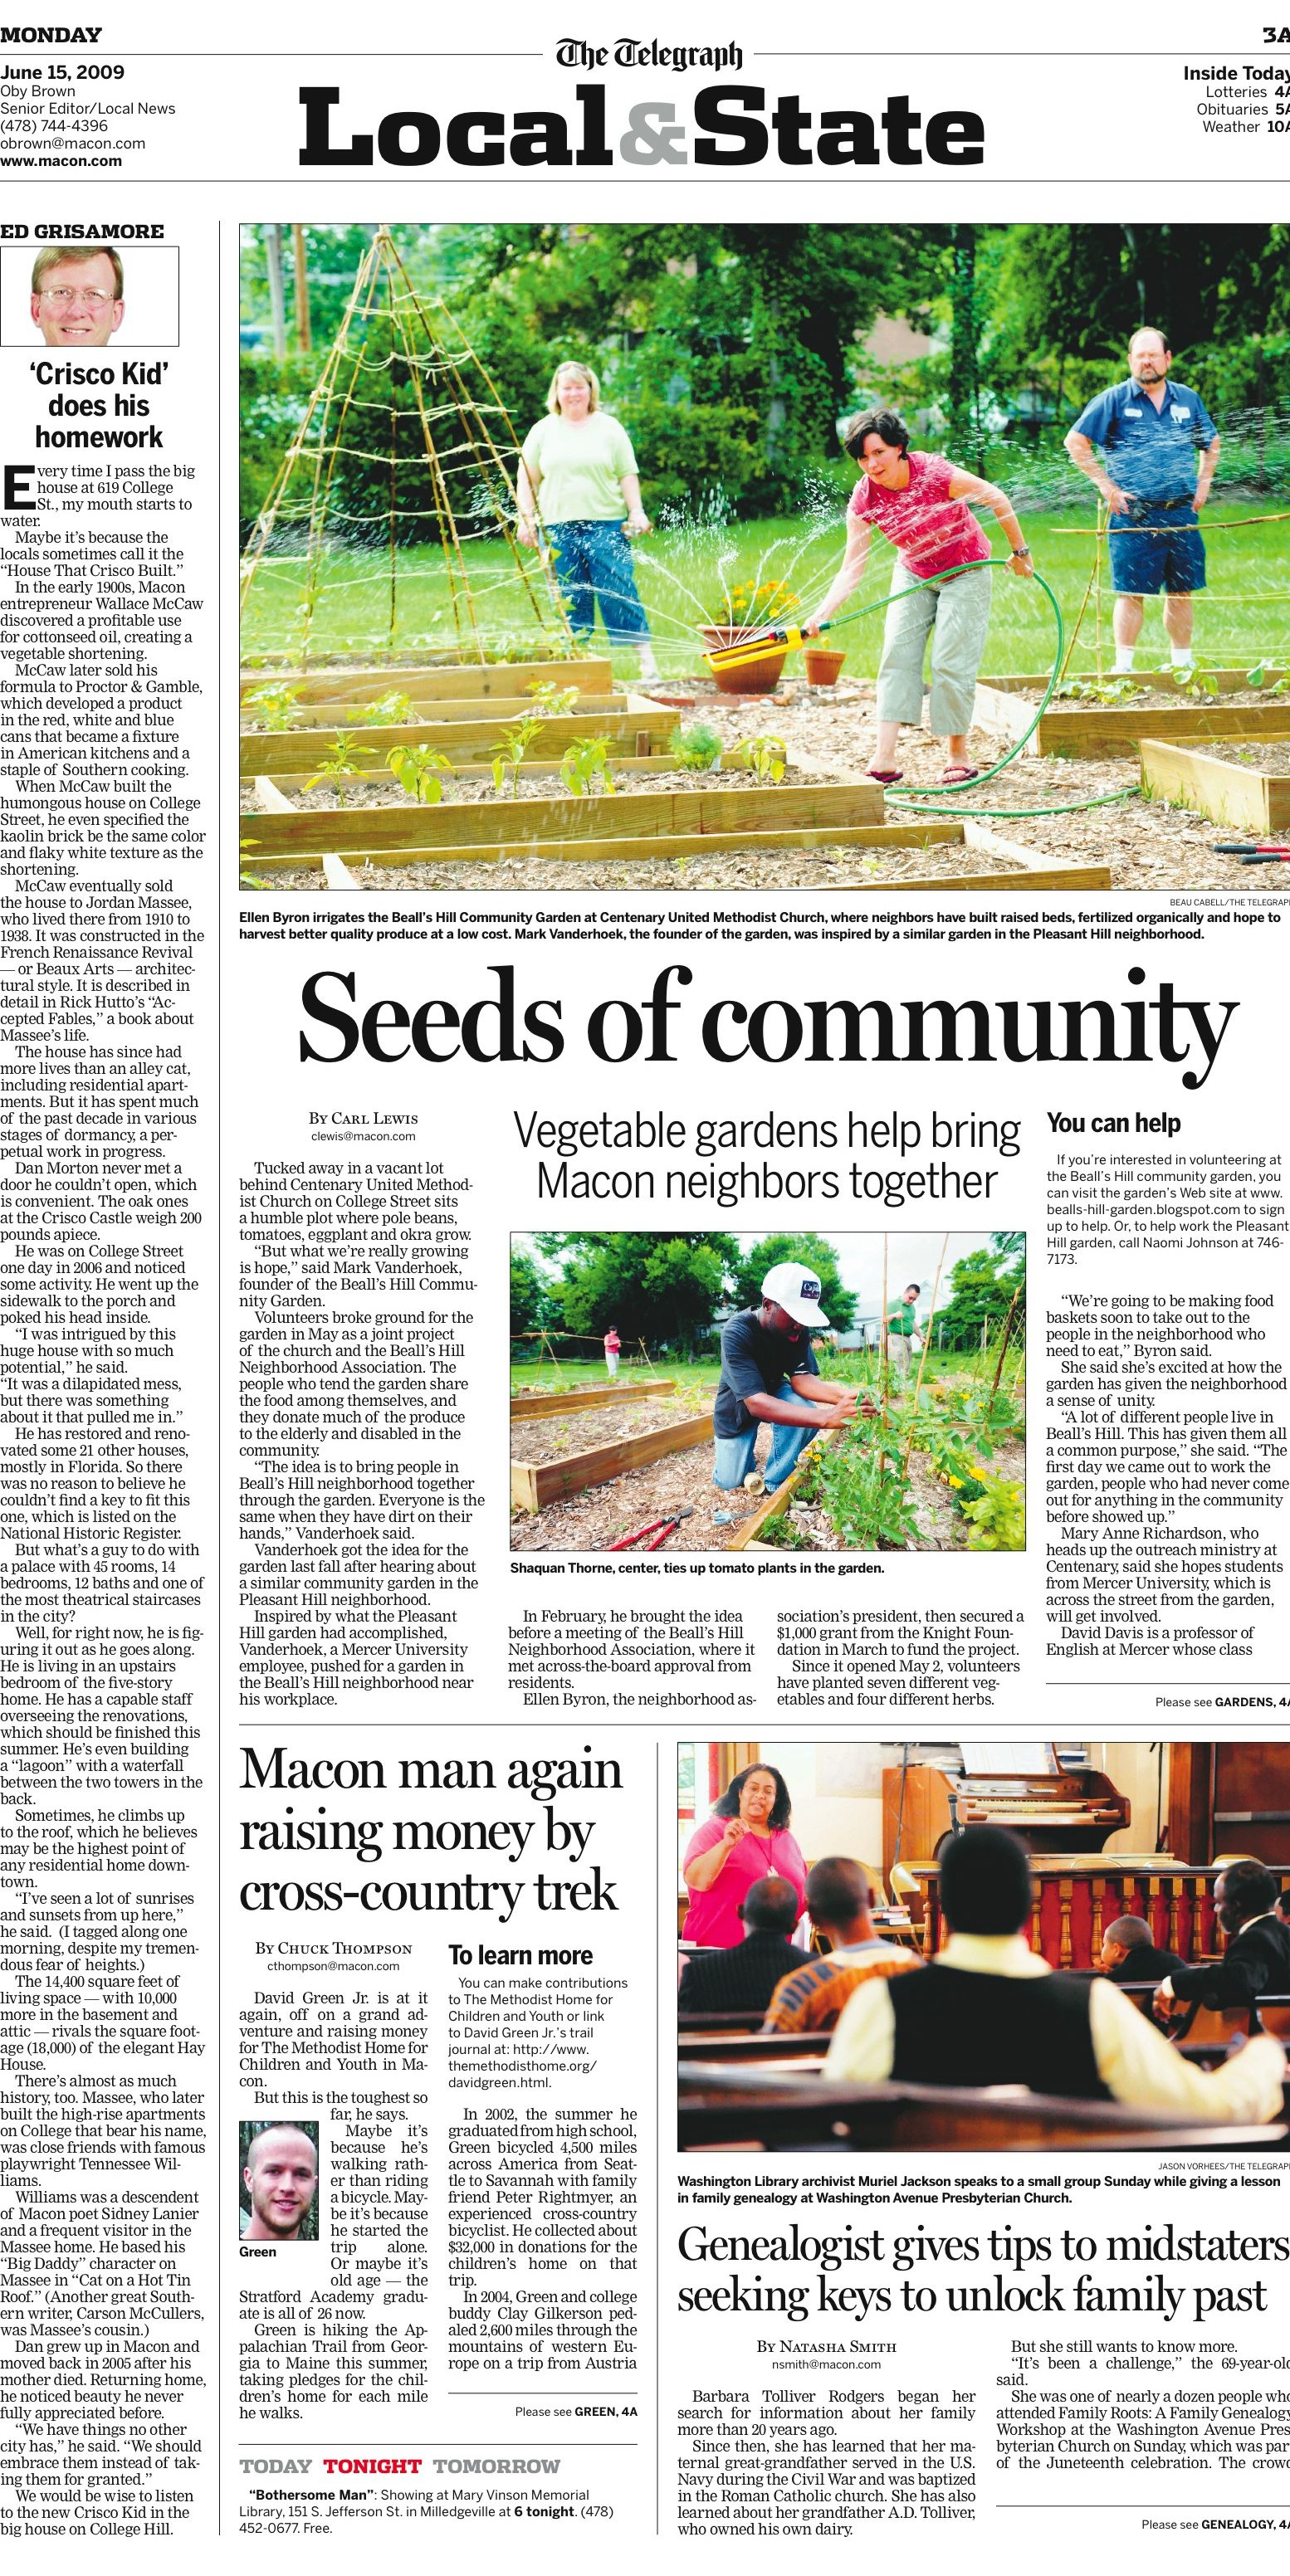 MONDAY
3A
The Telegraph
June 15, 2009
Oby Brown
Senior Editor/Local News
(478) 744-4396
obrown@macon.com
www.macon.com
Local&State
Inside Today
Lotteries 4A
Obituaries 5A
Weather 10A
ED GRISAMORE
‘Crisco Kid’
does his
homework
Every time I pass the big
house at 619 College
St., my mouth starts to
water.
Maybe it’s because the
locals sometimes call it the
“House That Crisco Built.”
In the early 1900s, Macon
entrepreneur Wallace McCaw
discovered a profitable use
for cottonseed oil, creating a
vegetable shortening.
McCaw later sold his
formula to Proctor & Gamble,
which developed a product
in the red, white and blue
cans that became a fixture
in American kitchens and a
staple of Southern cooking.
When McCaw built the
humongous house on College
Street, he even specified the
kaolin brick be the same color
and flaky white texture as the
shortening.
McCaw eventually sold
the house to Jordan Massee,
who lived there from 1910 to
1938. It was constructed in the
French Renaissance Revival
— or Beaux Arts — architec-
tural style. It is described in
detail in Rick Hutto’s “Ac-
cepted Fables,” a book about
Massee’s life.
The house has since had
more lives than an alley cat,
including residential apart-
ments. But it has spent much
of the past decade in various
stages of dormancy, a per-
petual work in progress.
Dan Morton never met a
door he couldn’t open, which
is convenient. The oak ones
at the Crisco Castle weigh 200
pounds apiece.
He was on College Street
one day in 2006 and noticed
some activity. He went up the
sidewalk to the porch and
poked his head inside.
“I was intrigued by this
huge house with so much
potential,” he said.
“It was a dilapidated mess,
but there was something
about it that pulled me in.”
He has restored and reno-
vated some 21 other houses,
mostly in Florida. So there
was no reason to believe he
couldn’t find a key to fit this
one, which is listed on the
National Historic Register.
But what’s a guy to do with
a palace with 45 rooms, 14
bedrooms, 12 baths and one of
the most theatrical staircases
in the city?
Well, for right now, he is fig-
uring it out as he goes along.
He is living in an upstairs
bedroom of the five-story
home. He has a capable staff
overseeing the renovations,
which should be finished this
summer. He’s even building
a “lagoon” with a waterfall
between the two towers in the
back.
Sometimes, he climbs up
to the roof, which he believes
may be the highest point of
any residential home down-
town.
“I’ve seen a lot of sunrises
and sunsets from up here,”
he said. (I tagged along one
morning, despite my tremen-
dous fear of heights.)
The 14,400 square feet of
living space — with 10,000
more in the basement and
attic — rivals the square foot-
age (18,000) of the elegant Hay
House.
There’s almost as much
history, too. Massee, who later
built the high-rise apartments
on College that bear his name,
was close friends with famous
playwright Tennessee Wil-
liams.
Williams was a descendent
of Macon poet Sidney Lanier
and a frequent visitor in the
Massee home. He based his
“Big Daddy” character on
Massee in “Cat on a Hot Tin
Roof.” (Another great South-
ern writer, Carson McCullers,
was Massee’s cousin.)
Dan grew up in Macon and
moved back in 2005 after his
mother died. Returning home,
he noticed beauty he never
fully appreciated before.
“We have things no other
city has,” he said. “We should
embrace them instead of tak-
ing them for granted.”
We would be wise to listen
to the new Crisco Kid in the
big house on College Hill.
BEAU CABELL/THE TELEGRAPH
Ellen Byron irrigates the Beall’s Hill Community Garden at Centenary United Methodist Church, where neighbors have built raised beds, fertilized organically and hope to
harvest better quality produce at a low cost. Mark Vanderhoek, the founder of the garden, was inspired by a similar garden in the Pleasant Hill neighborhood.
Seeds of community
BY CARL LEWIS
clewis@macon.com
Tucked away in a vacant lot
behind Centenary United Method-
ist Church on College Street sits
a humble plot where pole beans,
tomatoes, eggplant and okra grow.
“But what we’re really growing
is hope,” said Mark Vanderhoek,
founder of the Beall’s Hill Commu-
nity Garden.
Volunteers broke ground for the
garden in May as a joint project
of the church and the Beall’s Hill
Neighborhood Association. The
people who tend the garden share
the food among themselves, and
they donate much of the produce
to the elderly and disabled in the
community.
“The idea is to bring people in
Beall’s Hill neighborhood together
through the garden. Everyone is the
same when they have dirt on their
hands,” Vanderhoek said.
Vanderhoek got the idea for the
garden last fall after hearing about
a similar community garden in the
Pleasant Hill neighborhood.
Inspired by what the Pleasant
Hill garden had accomplished,
Vanderhoek, a Mercer University
employee, pushed for a garden in
the Beall’s Hill neighborhood near
his workplace.
Vegetable gardens help bring
Macon neighbors together
Shaquan Thorne, center, ties up tomato plants in the garden.
In February, he brought the idea
before a meeting of the Beall’s Hill
Neighborhood Association, where it
met across-the-board approval from
residents.
Ellen Byron, the neighborhood as-
sociation’s president, then secured a
$1,000 grant from the Knight Foun-
dation in March to fund the project.
Since it opened May 2, volunteers
have planted seven different veg-
etables and four different herbs.
You can help
If you’re interested in volunteering at
the Beall’s Hill community garden, you
can visit the garden’s Web site at www.
bealls-hill-garden.blogspot.com to sign
up to help. Or, to help work the Pleasant
Hill garden, call Naomi Johnson at 746-
7173.
“We’re going to be making food
baskets soon to take out to the
people in the neighborhood who
need to eat,” Byron said.
She said she’s excited at how the
garden has given the neighborhood
a sense of unity.
“A lot of different people live in
Beall’s Hill. This has given them all
a common purpose,” she said. “The
first day we came out to work the
garden, people who had never come
out for anything in the community
before showed up.”
Mary Anne Richardson, who
heads up the outreach ministry at
Centenary, said she hopes students
from Mercer University, which is
across the street from the garden,
will get involved.
David Davis is a professor of
English at Mercer whose class
Please see GARDENS, 4A
Macon man again
raising money by
cross-country trek
BY CHUCK THOMPSON
cthompson@macon.com
David Green Jr. is at it
again, off on a grand ad-
venture and raising money
for The Methodist Home for
Children and Youth in Ma-
con.
But this is the toughest so
far, he says.
Maybe it’s
because he’s
walking rath-
er than riding
a bicycle. May-
be it’s because
he started the
trip alone.
Or maybe it’s
old age — the
Green
Stratford Academy gradu-
ate is all of 26 now.
Green is hiking the Ap-
palachian Trail from Geor-
gia to Maine this summer,
taking pledges for the chil-
dren’s home for each mile
he walks.
To learn more
You can make contributions
to The Methodist Home for
Children and Youth or link
to David Green Jr.’s trail
journal at: http://www.
themethodisthome.org/
davidgreen.html.
In 2002, the summer he
graduated from high school,
Green bicycled 4,500 miles
across America from Seat-
tle to Savannah with family
friend Peter Rightmyer, an
experienced cross-country
bicyclist. He collected about
$32,000 in donations for the
children’s home on that
trip.
In 2004, Green and college
buddy Clay Gilkerson ped-
aled 2,600 miles through the
mountains of western Eu-
rope on a trip from Austria
Please see GREEN, 4A
TODAY TONIGHT TOMORROW
“Bothersome Man”: Showing at Mary Vinson Memorial
Library, 151 S. Jefferson St. in Milledgeville at 6 tonight. (478)
452-0677. Free.
JASON VORHEES/THE TELEGRAPH
Washington Library archivist Muriel Jackson speaks to a small group Sunday while giving a lesson
in family genealogy at Washington Avenue Presbyterian Church.
Genealogist gives tips to midstaters
seeking keys to unlock family past
BY NATASHA SMITH
nsmith@macon.com
Barbara Tolliver Rodgers began her
search for information about her family
more than 20 years ago.
Since then, she has learned that her ma-
ternal great-grandfather served in the U.S.
Navy during the Civil War and was baptized
in the Roman Catholic church. She has also
learned about her grandfather A.D. Tolliver,
who owned his own dairy.
But she still wants to know more.
“It’s been a challenge,” the 69-year-old
said.
She was one of nearly a dozen people who
attended Family Roots: A Family Genealogy
Workshop at the Washington Avenue Pres-
byterian Church on Sunday, which was part
of the Juneteenth celebration. The crowd
Please see GENEALOGY, 4A